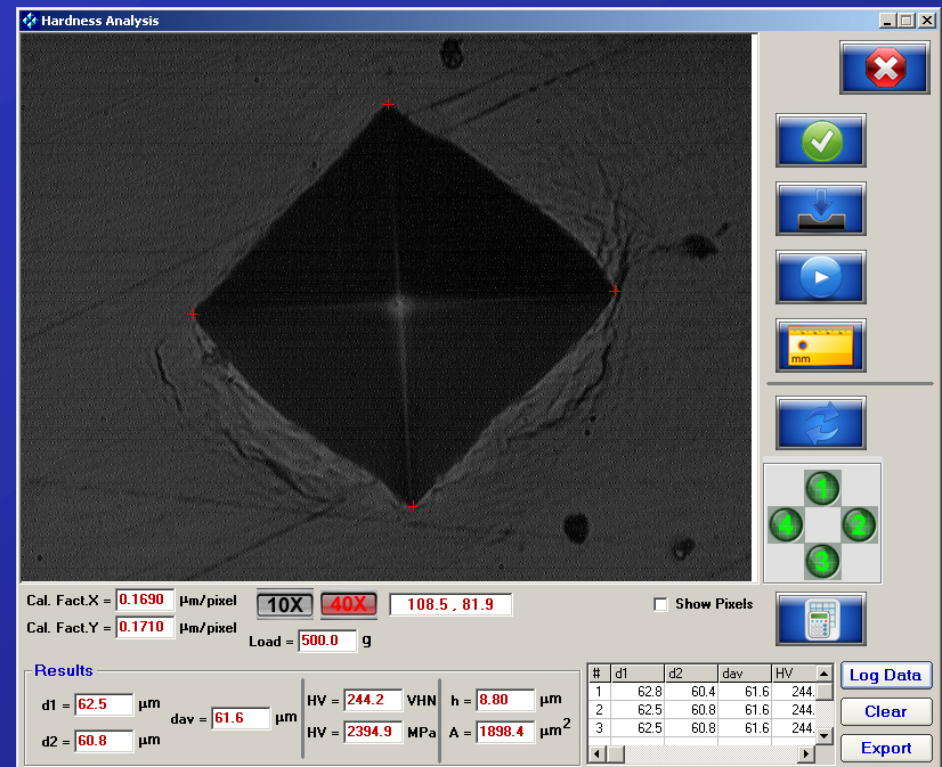 Hardness Analysis
mm
1
4 2
3
Cal. Fact.X = 0.1690 µm/pixel 10X 40X 108.5 , 81.9 Show Pixels
Cal. Fact.Y = 0.1710 µm/pixel
Load = 500.0 g
Results
d1 = 62.5 µm
d2 = 60.8 µm
dav = 61.6 µm
HV = 244.2 VHN
HV = 2394.9 MPa
h = 8.80 µm
A = 1898.4 µm²
# d1 d2 dav HV
1 62.8 60.4 61.6 244.
2 62.5 60.8 61.6 244.
3 62.5 60.8 61.6 244.
Log Data
Clear
Export